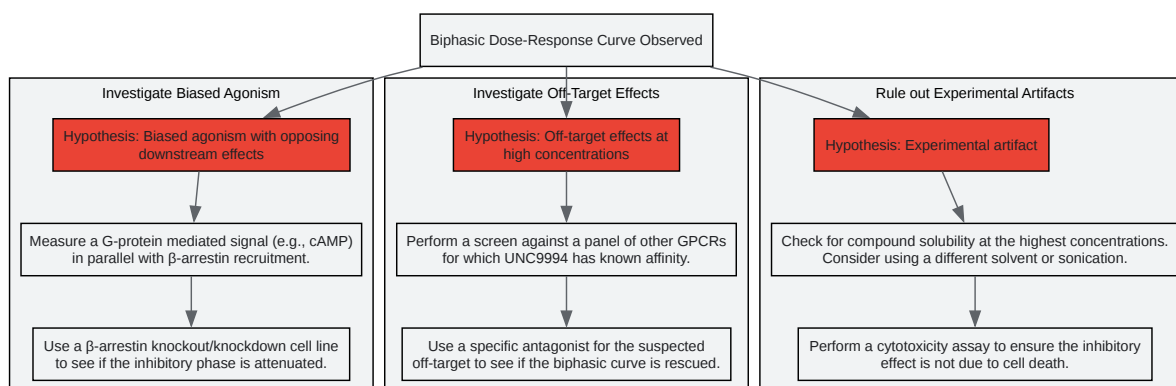 Biphasic Dose-Response Curve Observed
Investigate Biased Agonism
Hypothesis: Biased agonism with opposing
downstream effects
Measure a G-protein mediated signal (e.g., cAMP)
in parallel with β-arrestin recruitment.
Use a β-arrestin knockout/knockdown cell line
to see if the inhibitory phase is attenuated.
Investigate Off-Target Effects
Hypothesis: Off-target effects at
high concentrations
Perform a screen against a panel of other GPCRs
for which UNC9994 has known affinity.
Use a specific antagonist for the suspected
off-target to see if the biphasic curve is rescued.
Rule out Experimental Artifacts
Hypothesis: Experimental artifact
Check for compound solubility at the highest concentrations.
Consider using a different solvent or sonication.
Perform a cytotoxicity assay to ensure the inhibitory
effect is not due to cell death.